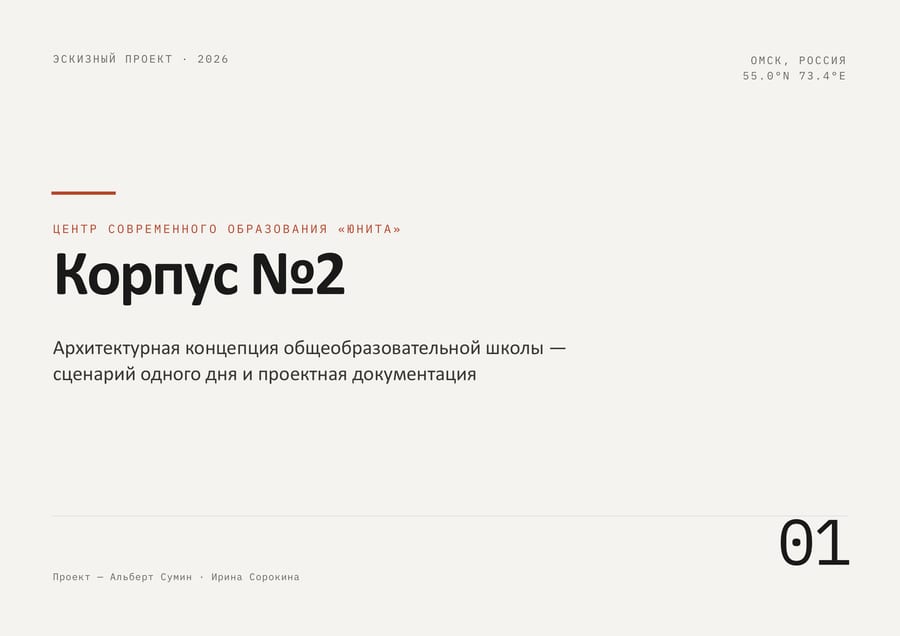 ЭСКИЗНЫЙ ПРОЕКТ · 2026
ОМСК, РОССИЯ
55.0°N 73.4°E
ЦЕНТР СОВРЕМЕННОГО ОБРАЗОВАНИЯ «ЮНИТА»
Корпус №2
Архитектурная концепция общеобразовательной школы —
сценарий одного дня и проектная документация
01
Проект — Альберт Сумин · Ирина Сорокина